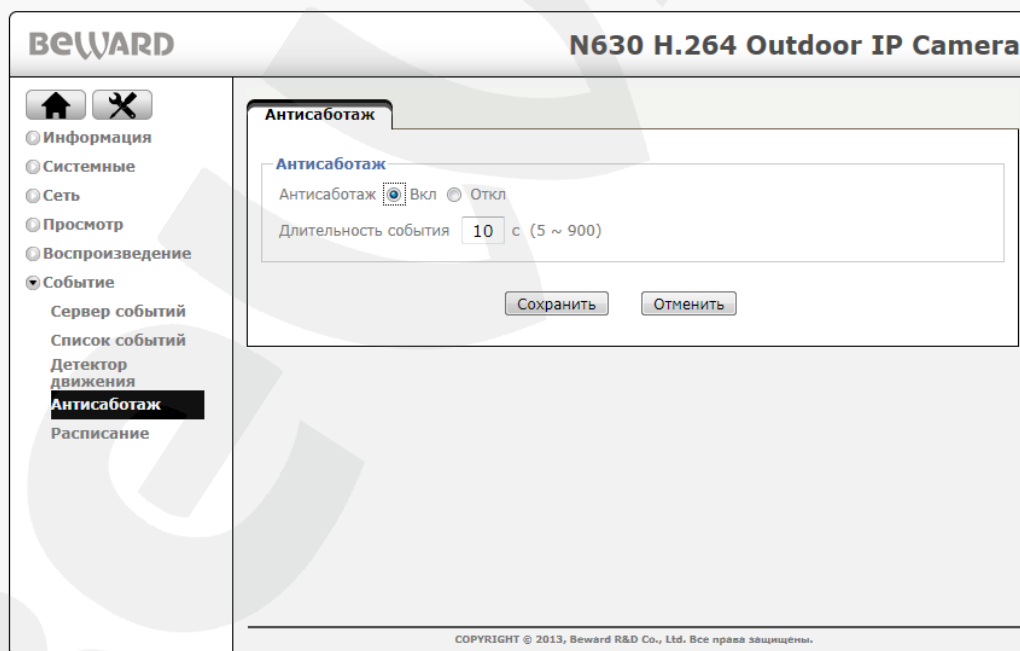 BEWARD
N630 H.264 Outdoor IP Camera
Информация
Системные
Сеть
Просмотр
Воспроизведение
Событие
Сервер событий
Список событий
Детектор
движения
Антисаботаж
Расписание
Антисаботаж
Антисаботаж
Антисаботаж Вкл Откл
Длительность события 10 с (5 ~ 900)
Сохранить Отменить
COPYRIGHT © 2013, Beward R&D Co., Ltd. Все права защищены.